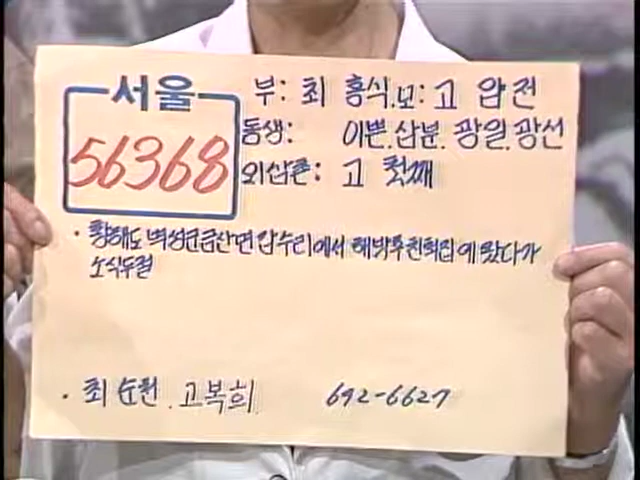 서울
56368
부: 최 흥식. 모: 고 압전
동생: 이쁜. 삼분. 광일. 광선
외삼촌: 고 첫째
· 황해도 벽성군금산면 답수리에서 해방후친척집에 왔다가
소식두절
· 최 순천. 고복희 692-6627